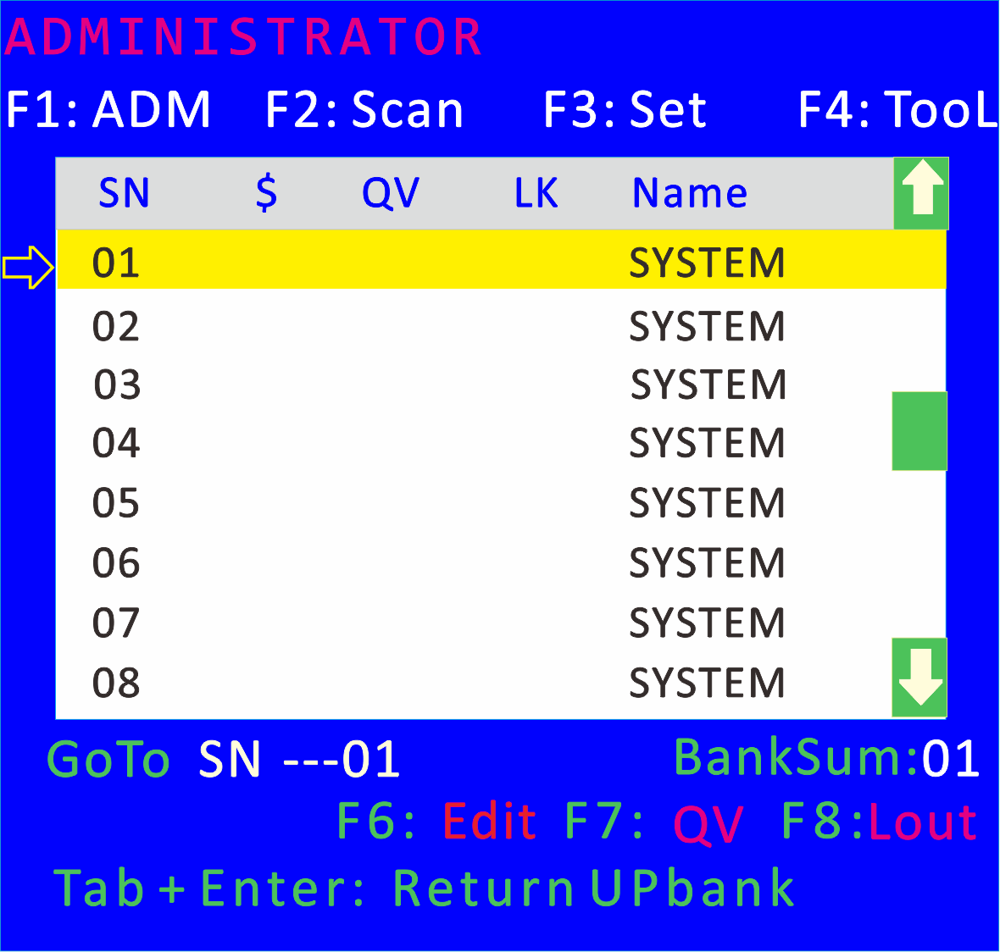 ADMINISTRATOR
F1: ADM F2: Scan F3: Set F4: TooL
SN $ QV LK Name
01 SYSTEM
02 SYSTEM
03 SYSTEM
04 SYSTEM
05 SYSTEM
06 SYSTEM
07 SYSTEM
08 SYSTEM
GoTo SN ---01 BankSum:01
F6: Edit F7: QV F8:Lout
Tab + Enter: Return UPbank